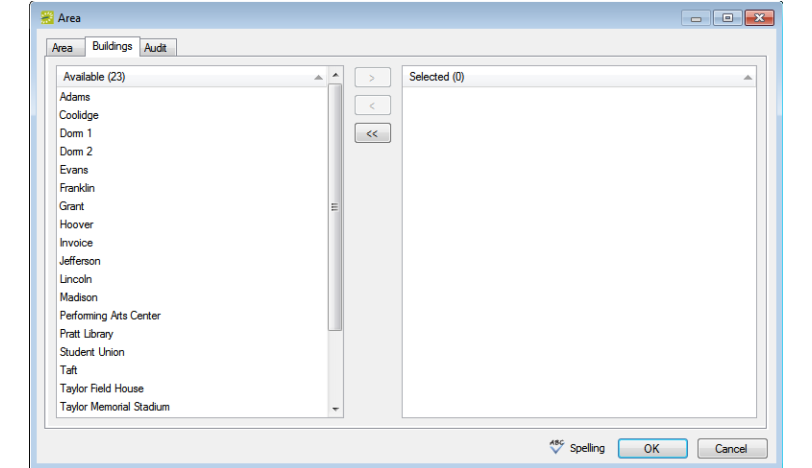 Area
Area Buildings Audit
Available (23)
Adams
Coolidge
Dorm 1
Dorm 2
Evans
Franklin
Grant
Hoover
Invoice
Jefferson
Lincoln
Madison
Performing Arts Center
Pratt Library
Student Union
Taft
Taylor Field House
Taylor Memorial Stadium
>
<
<<
Selected (0)
ABC Spelling OK Cancel